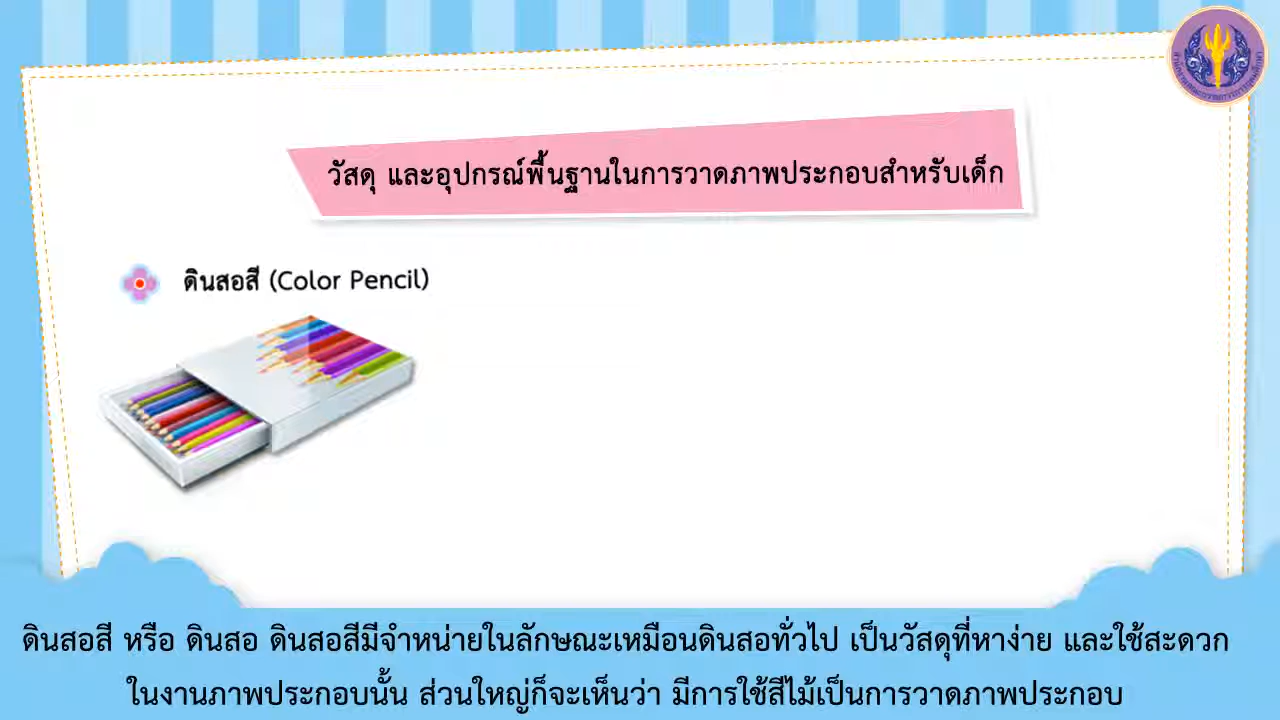 วัสดุ และอุปกรณ์พื้นฐานในการวาดภาพประกอบสำหรับเด็ก
ดินสอสี (Color Pencil)
ดินสอสี หรือ ดินสอ ดินสอสีมีจำหน่ายในลักษณะเหมือนดินสอทั่วไป เป็นวัสดุที่หาง่าย และใช้สะดวก
ในงานภาพประกอบนั้น ส่วนใหญ่ก็จะเห็นว่า มีการใช้สีไม้เป็นการวาดภาพประกอบ